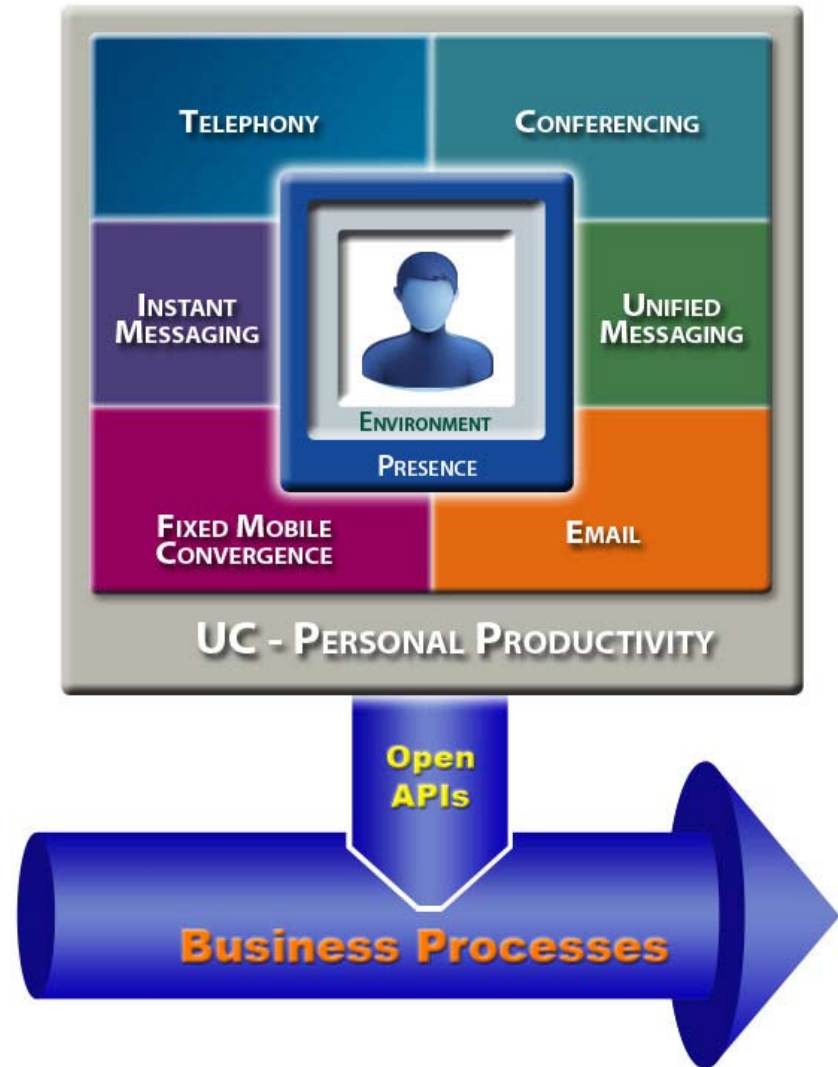 TELEPHONY
CONFERENCING
INSTANT
MESSAGING
UNIFIED
MESSAGING
ENVIRONMENT
PRESENCE
FIXED MOBILE
CONVERGENCE
EMAIL
UC - PERSONAL PRODUCTIVITY
Open
APIs
Business Processes